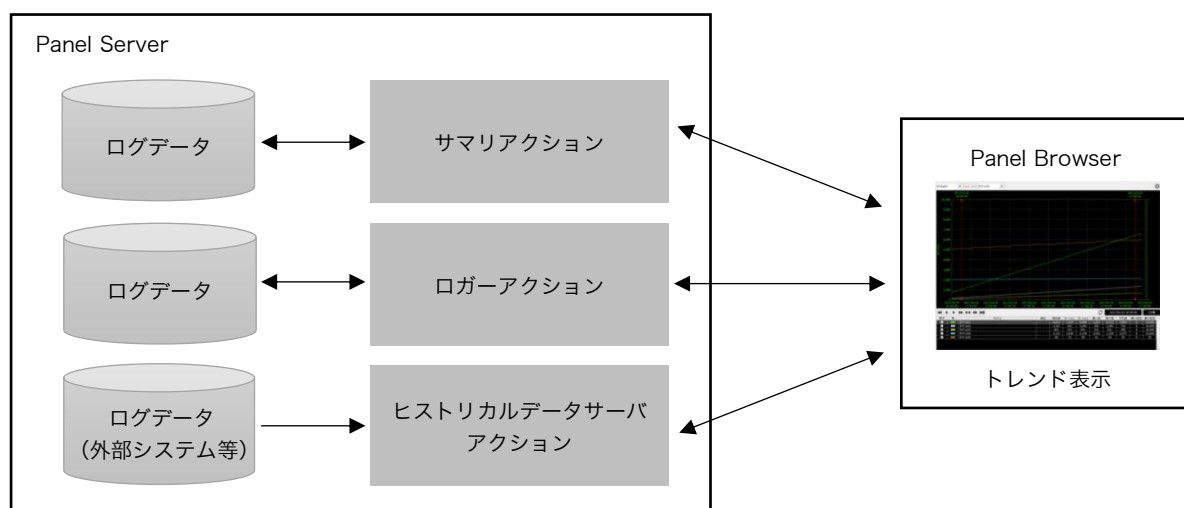 Panel Server
ログデータ
サマリアクション
ログデータ
ロガーアクション
ログデータ
（外部システム等）
ヒストリカルデータサーバ
アクション
Panel Browser
トレンド表示